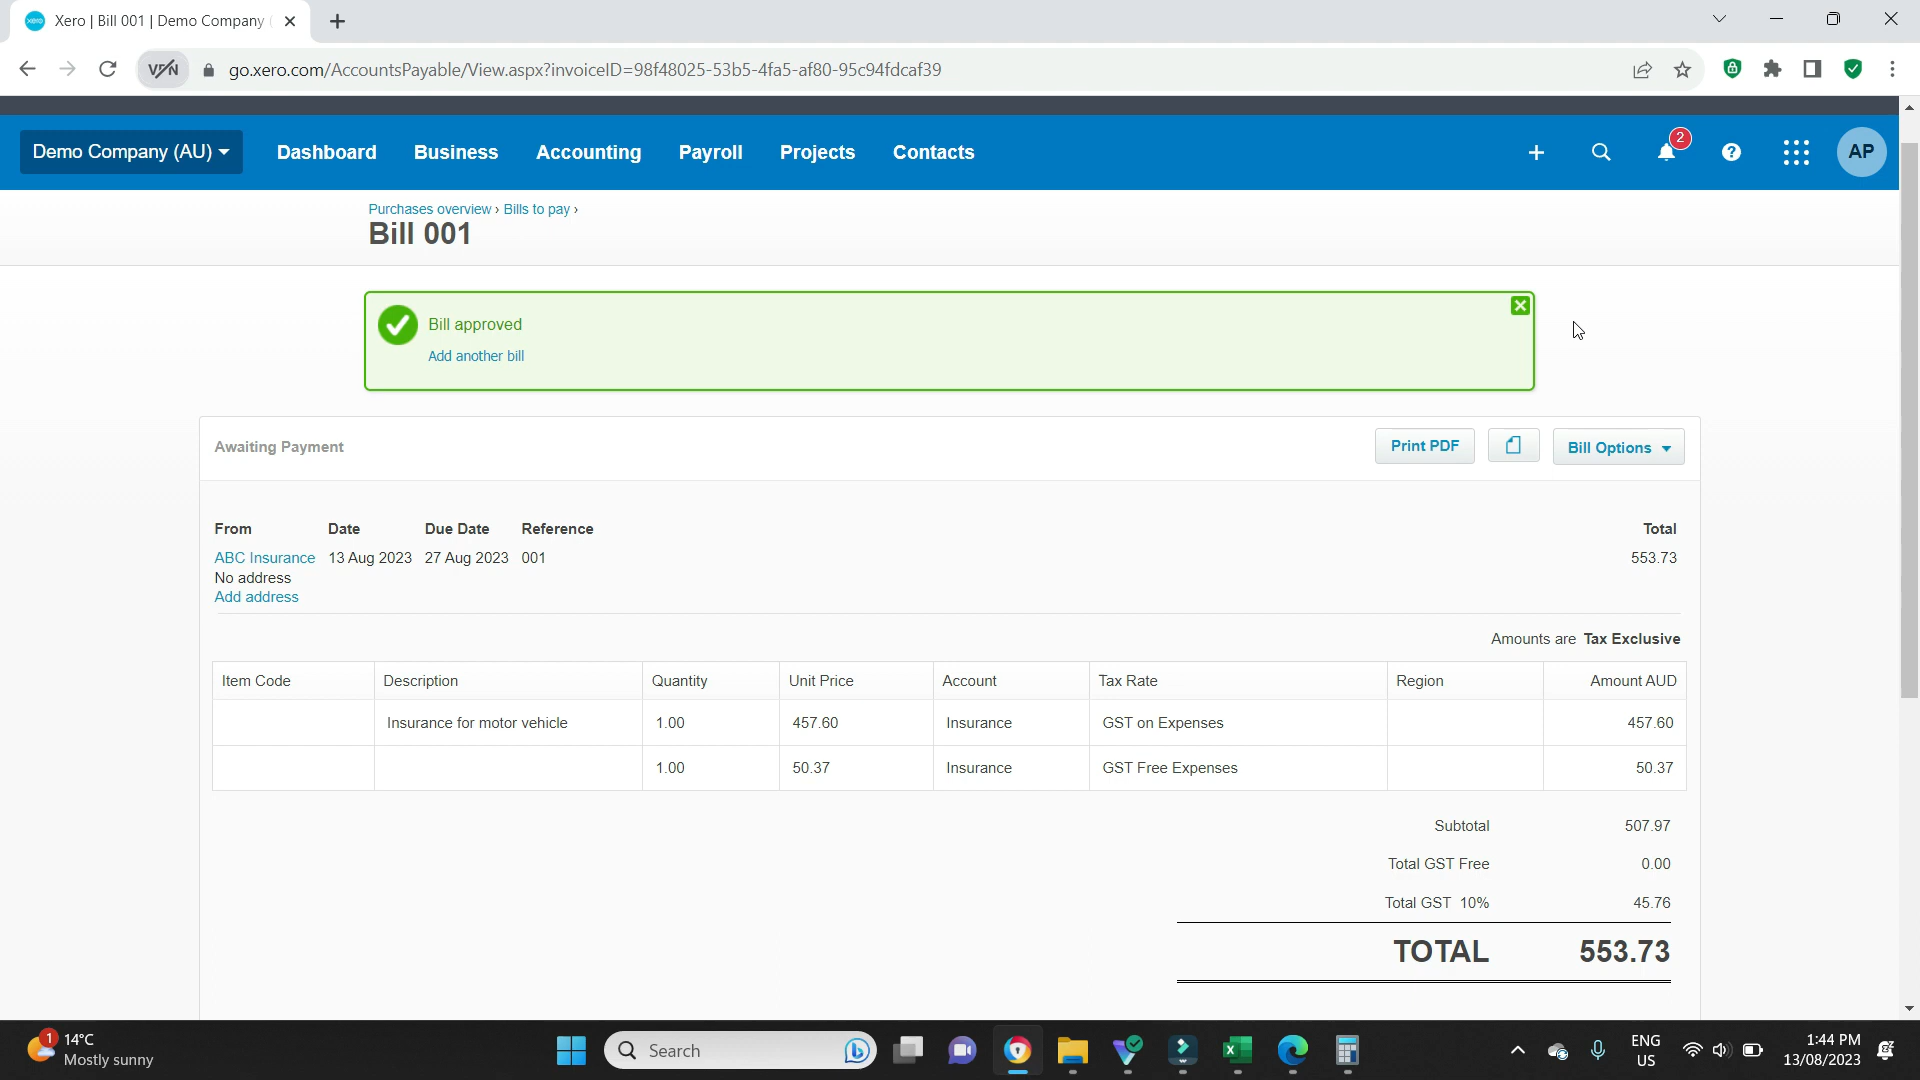 Xero | Bill 001 | Demo Company
VPN
go.xero.com/AccountsPayable/View.aspx?invoiceID=98f48025-53b5-4fa5-af80-95c94fdcaf39
Demo Company (AU) Dashboard Business Accounting Payroll Projects Contacts 2 AP
Purchases overview › Bills to pay ›
Bill 001
Bill approved
Add another bill
Awaiting Payment Print PDF Bill Options
From Date Due Date Reference Total
ABC Insurance 13 Aug 2023 27 Aug 2023 001 553.73
No address
Add address
Amounts are Tax Exclusive
Item Code Description Quantity Unit Price Account Tax Rate Region Amount AUD
Insurance for motor vehicle 1.00 457.60 Insurance GST on Expenses 457.60
1.00 50.37 Insurance GST Free Expenses 50.37
Subtotal 507.97
Total GST Free 0.00
Total GST 10% 45.76
TOTAL 553.73
1 14°C
Mostly sunny
Search
ENG
US
1:44 PM
13/08/2023